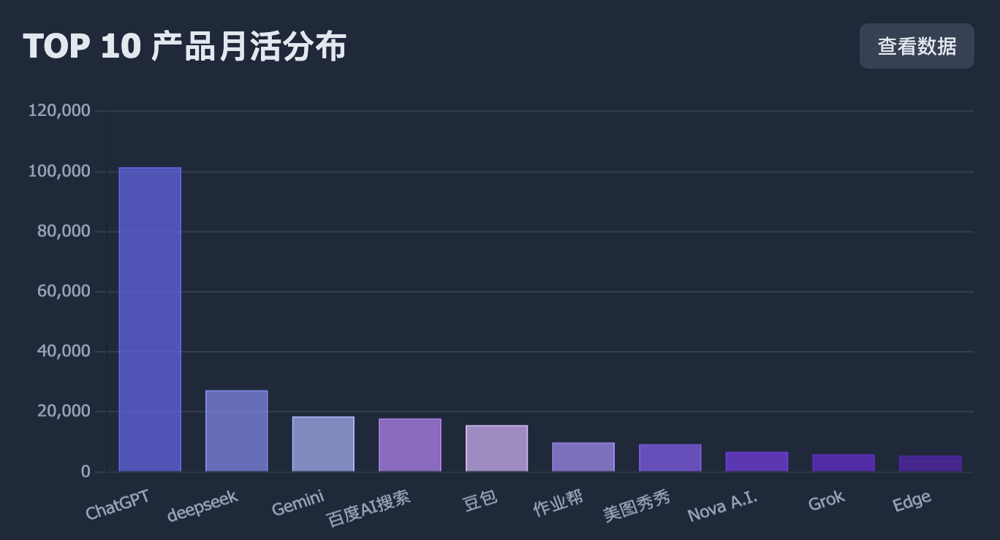 TOP 10 产品月活分布
查看数据
120,000
100,000
80,000
60,000
40,000
20,000
0
ChatGPT
deepseek
Gemini
百度AI搜索
豆包
作业帮
美图秀秀
Nova A.I.
Grok
Edge